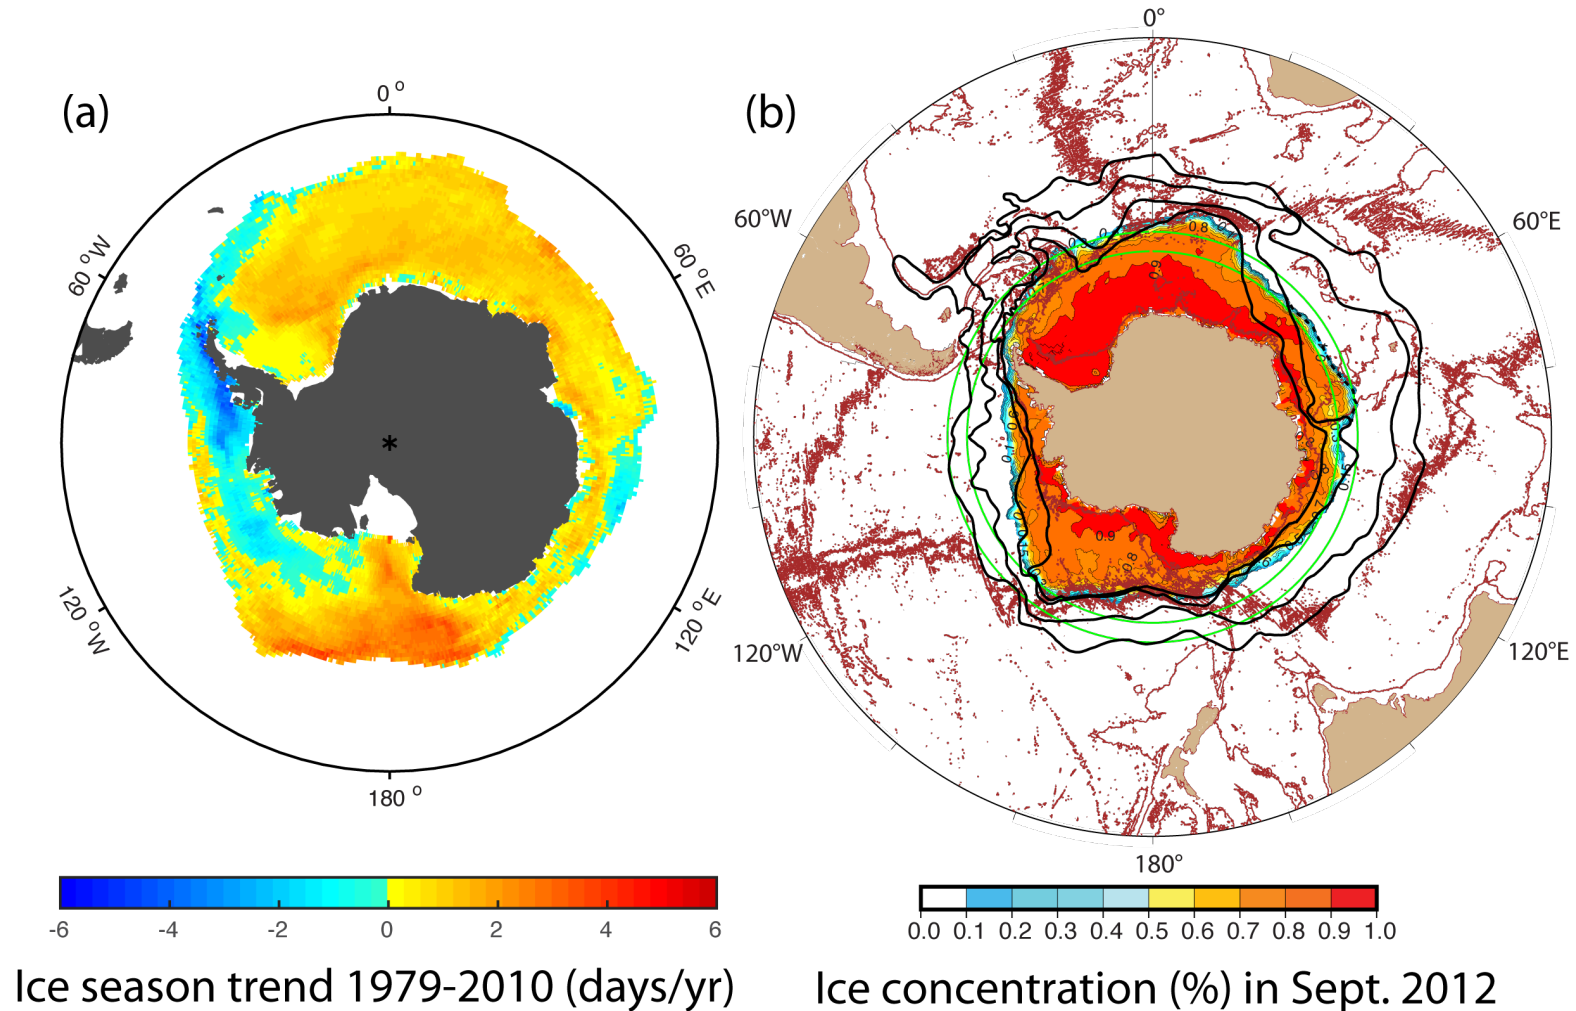 (a)
0 °
60 °W
60 °E
120 °W
120 °E
180 °
-6 -4 -2 0 2 4 6
Ice season trend 1979-2010 (days/yr)
(b)
0°
60°W
60°E
0.8
0.9
0.9
0.8
120°W
120°E
180°
0.0 0.1 0.2 0.3 0.4 0.5 0.6 0.7 0.8 0.9 1.0
Ice concentration (%) in Sept. 2012